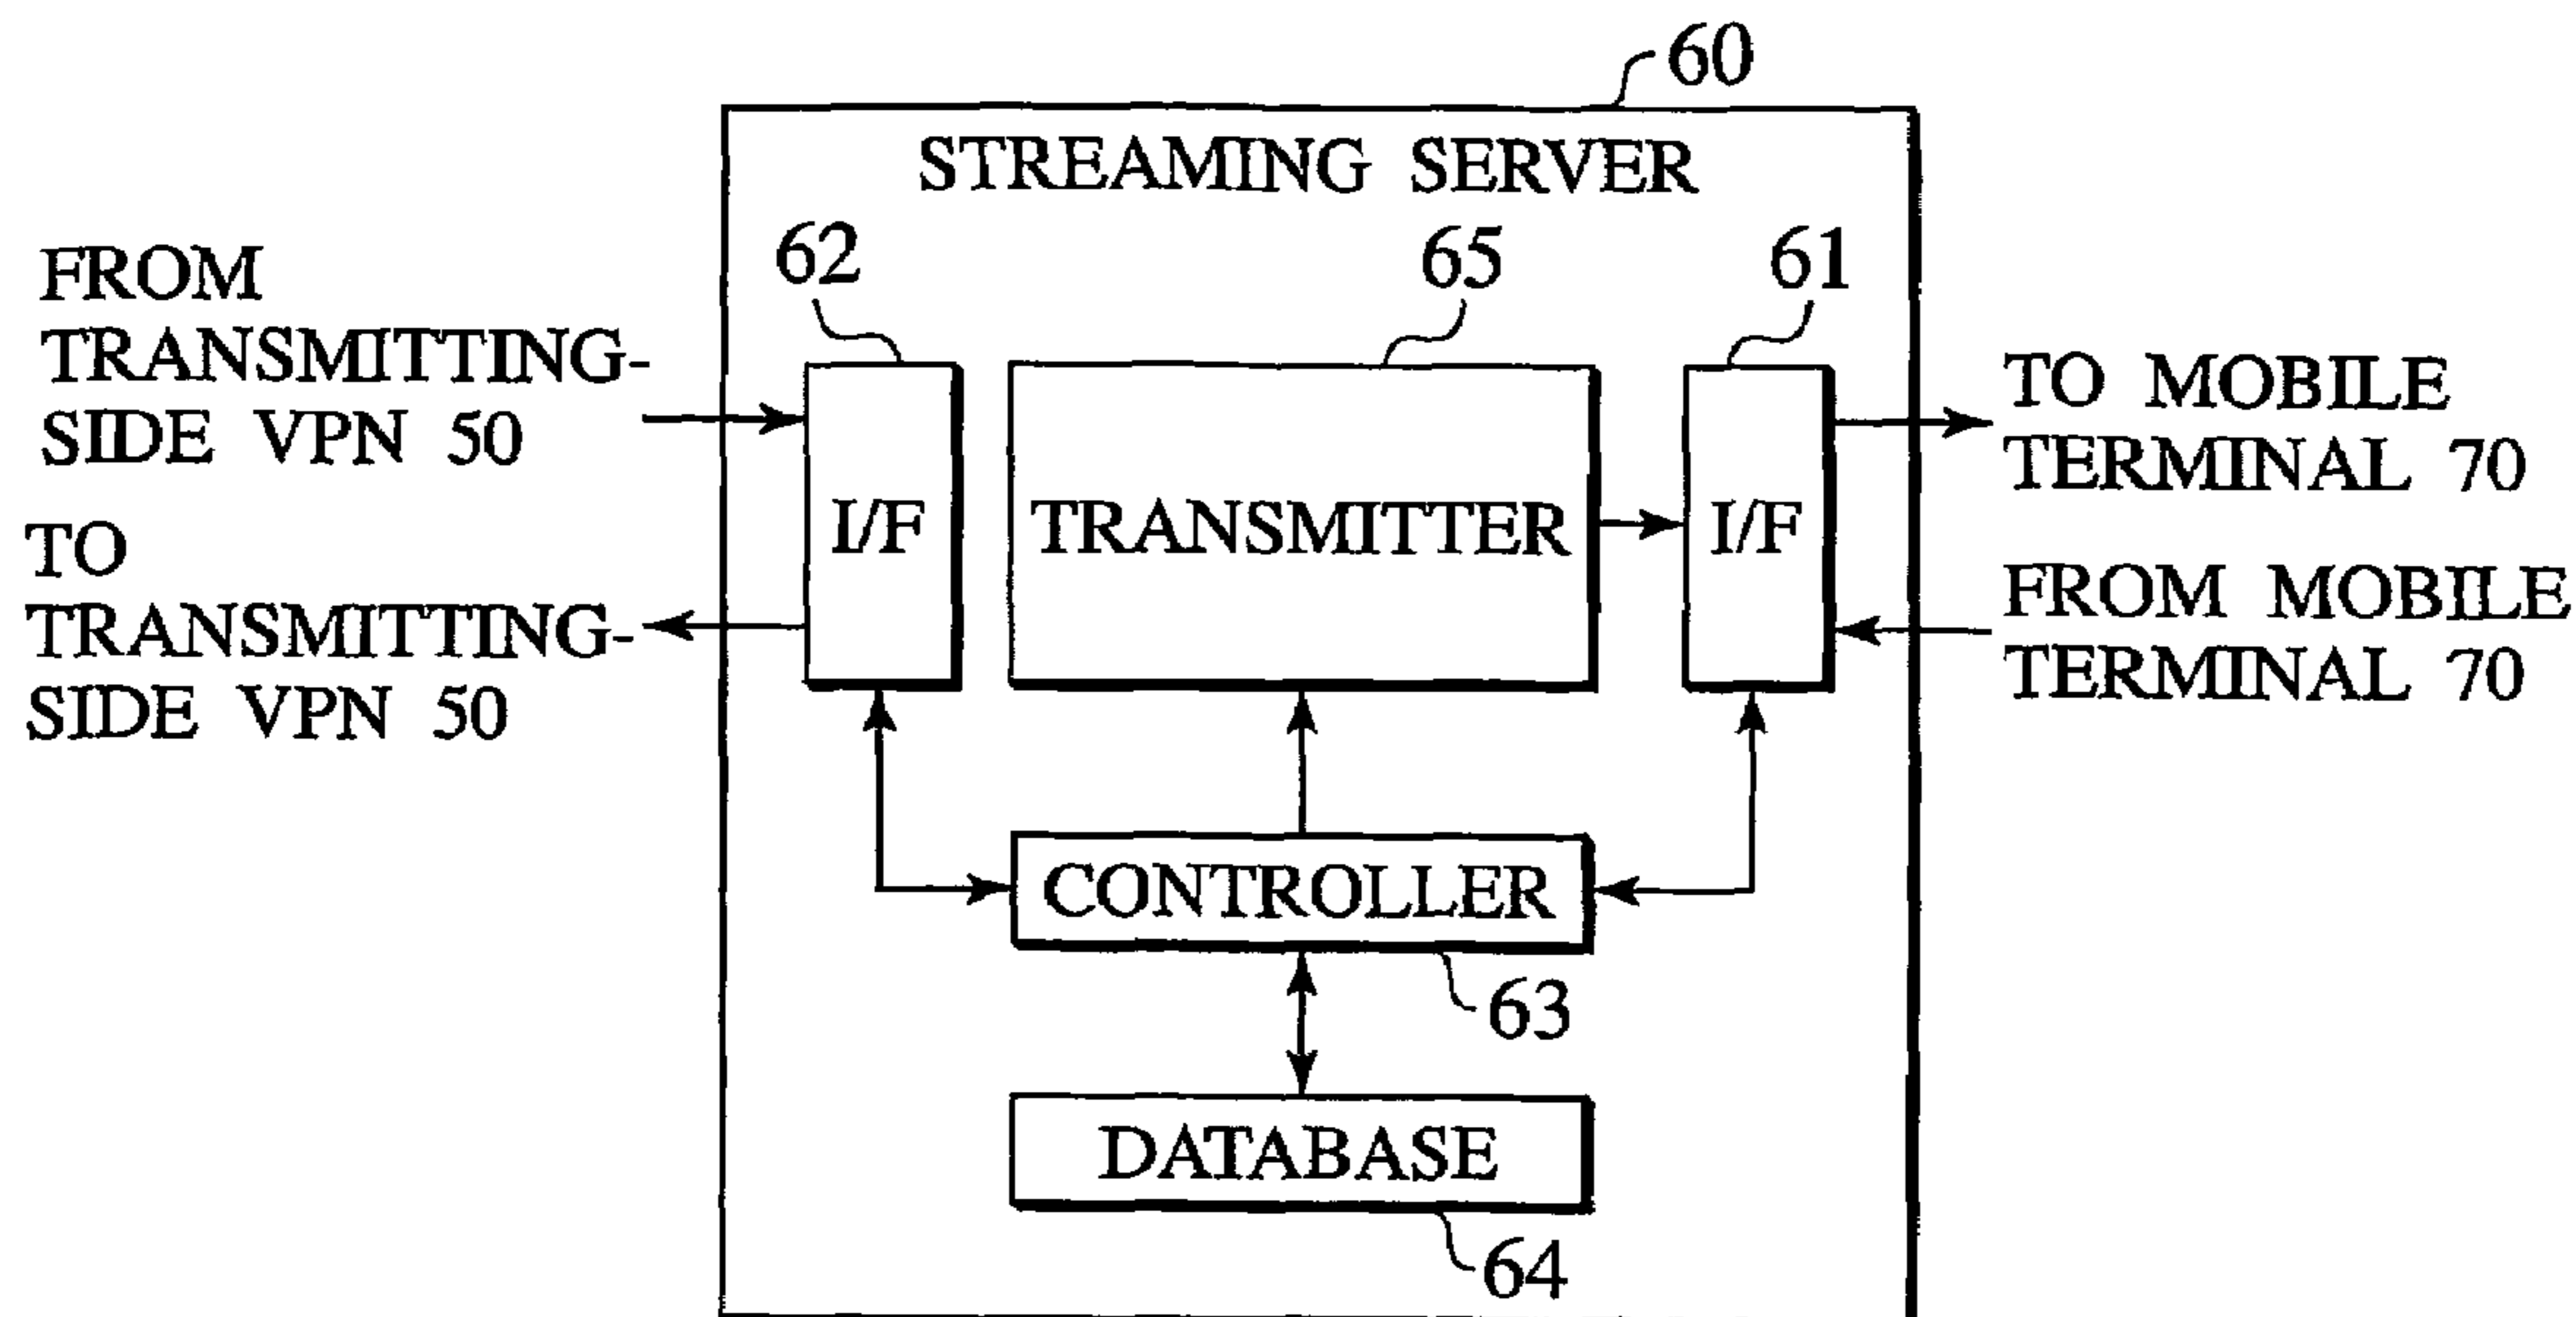 60
STREAMING SERVER
62
65
61
FROM
TRANSMITTING-
SIDE VPN 50
TO
TRANSMITTING-
SIDE VPN 50
I/F
TRANSMITTER
I/F
TO MOBILE
TERMINAL 70
FROM MOBILE
TERMINAL 70
CONTROLLER
63
DATABASE
64